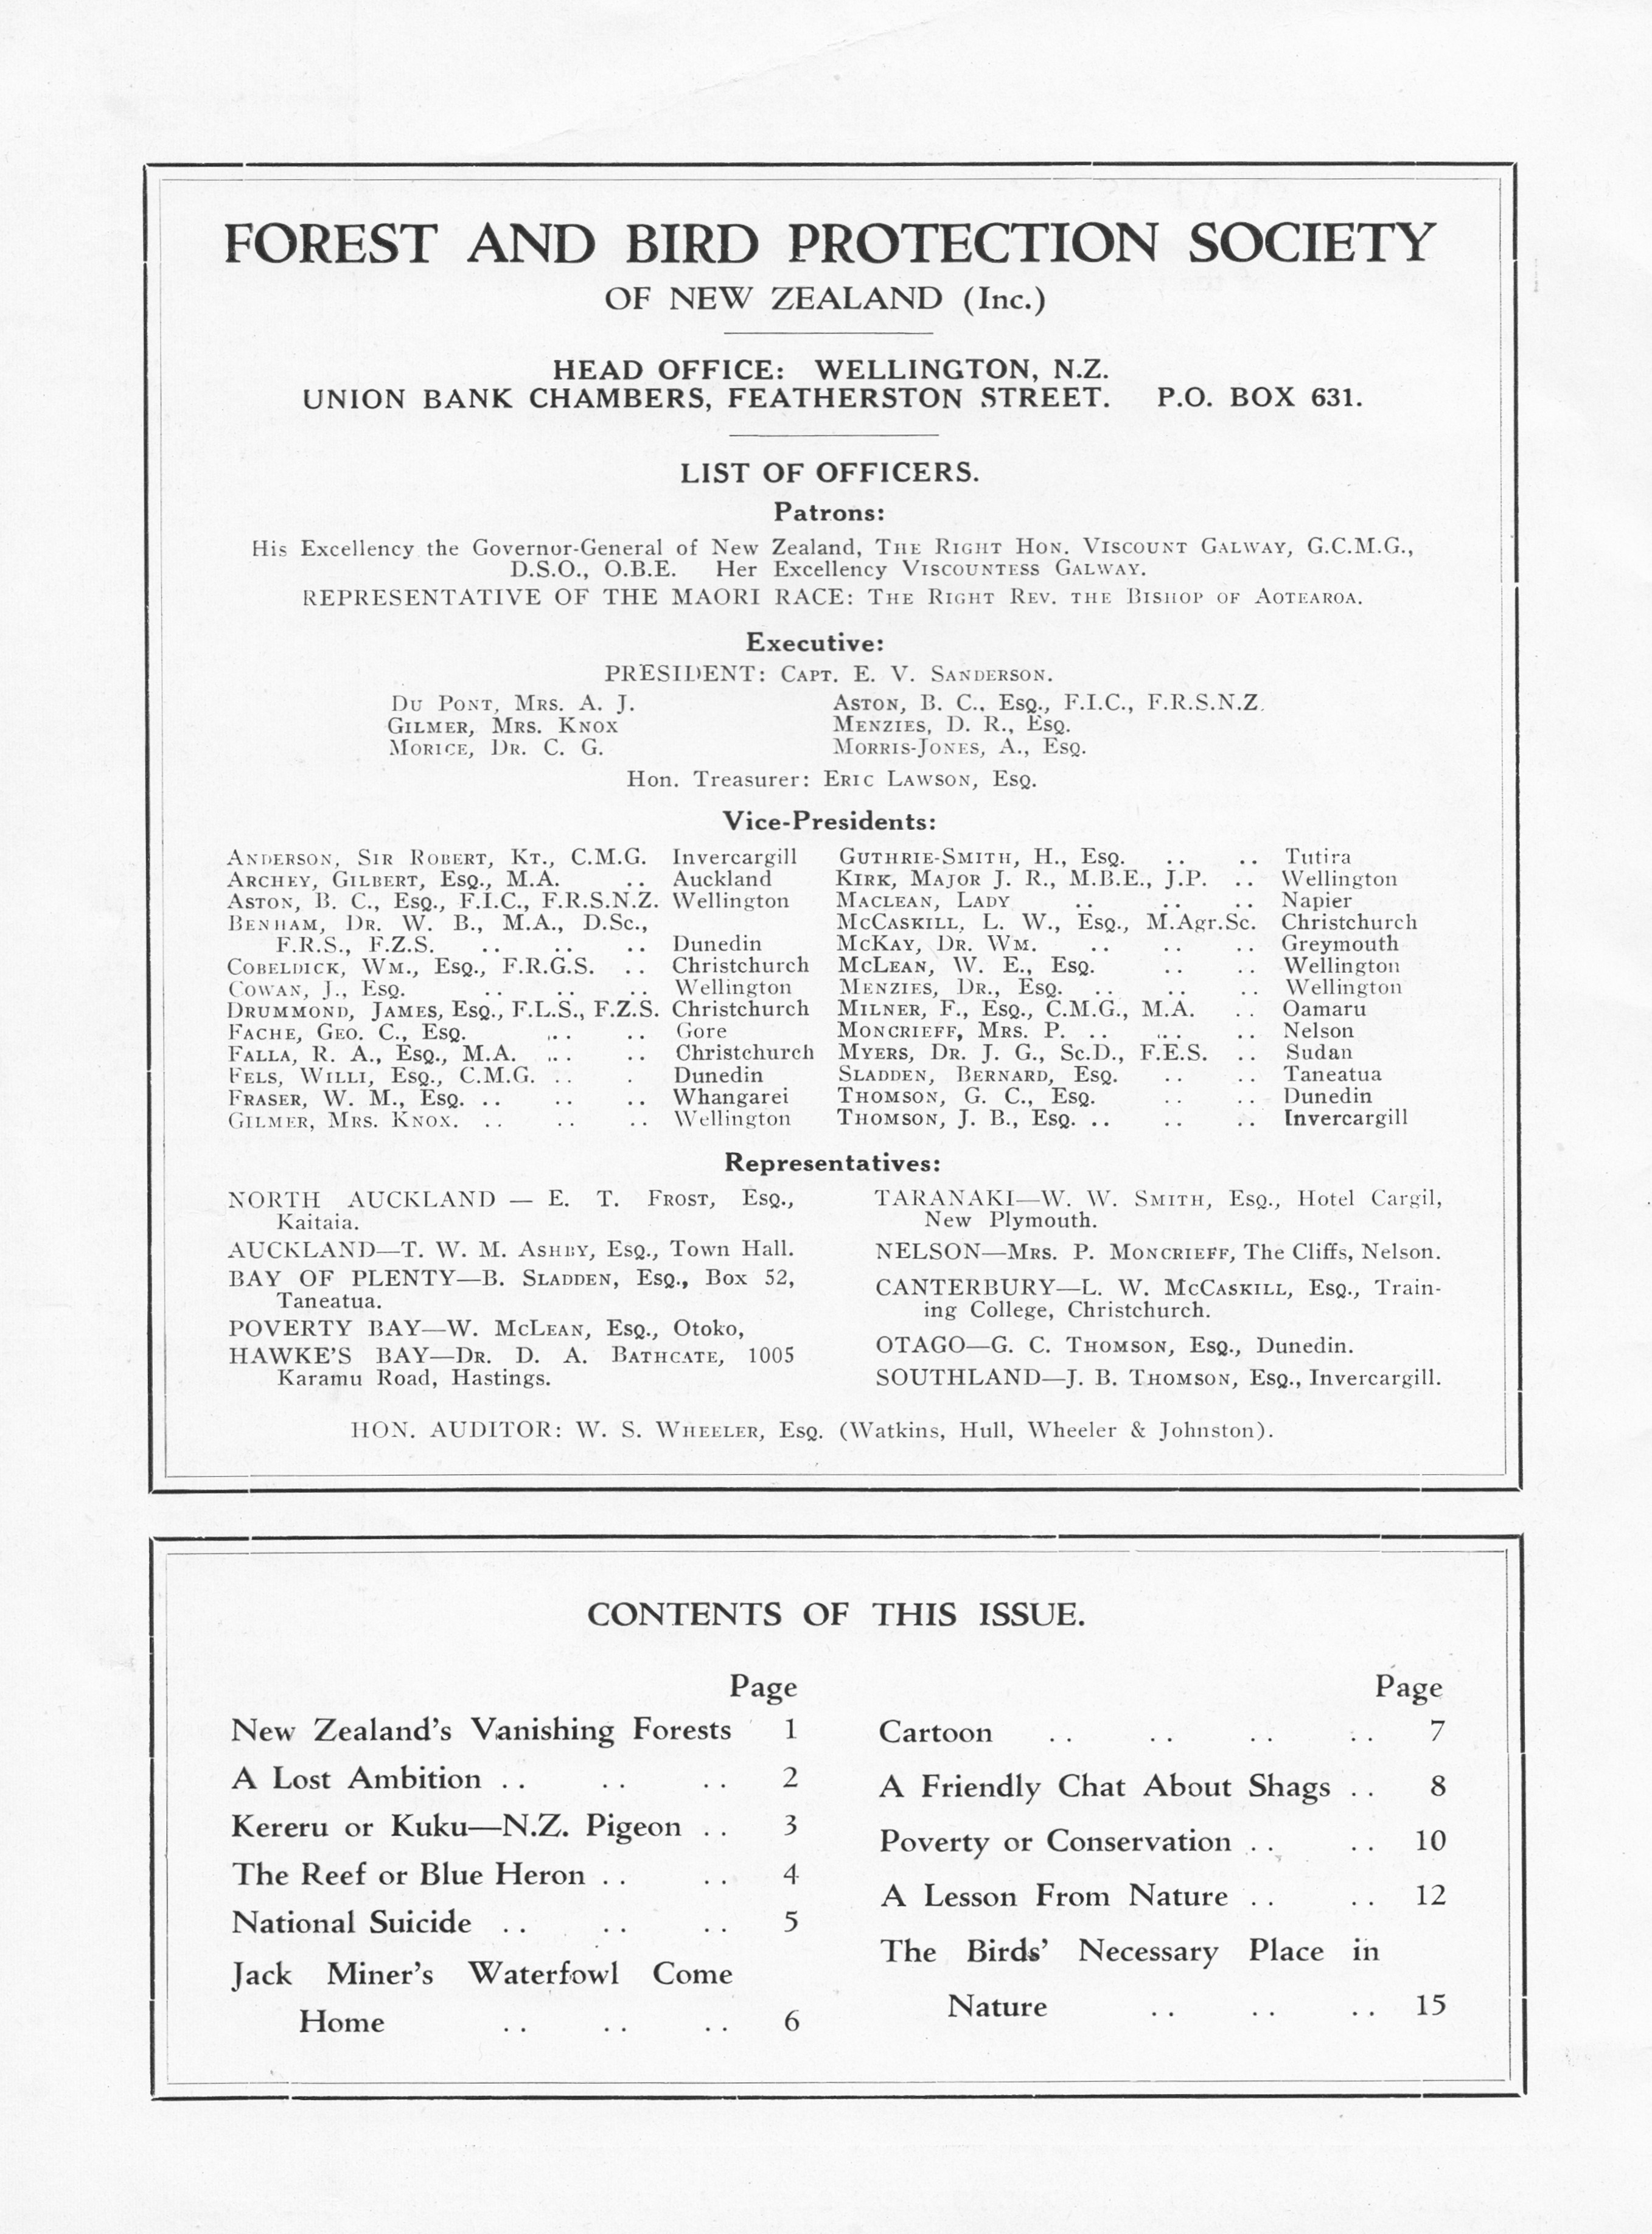 FOREST AND BIRD PROTECTION SOCIETY
OF NEW ZEALAND (Inc.)
HEAD OFFICE: WELLINGTON, N.Z.
UNION BANK CHAMBERS, FEATHERSTON STREET. P.O. BOX 631.
LIST OF OFFICERS.
Patrons:
His Excellency the Governor-General of New Zealand, THE RIGHT HON. VISCOUNT GALWAY, G.C.M.G.,
D.S.O., O.B.E. Her Excellency VISCOUNTESS GALWAY.
REPRESENTATIVE OF THE MAORI RACE: THE RIGHT REV. THE BISHOP OF AOTEAROA.
Executive:
PRESIDENT: CAPT. E. V. SANDERSON.
DU PONT, MRS. A. J.
GILMER, MRS. KNOX
MORICE, DR. C. G.
ASTON, B. C., ESQ., F.I.C., F.R.S.N.Z.
MENZIES, D. R., ESQ.
MORRIS-JONES, A., ESQ.
Hon. Treasurer: ERIC LAWSON, ESQ.
Vice-Presidents:
ANDERSON, SIR ROBERT, KT., C.M.G. Invercargill
ARCHEY, GILBERT, ESQ., M.A. .. Auckland
ASTON, B. C., ESQ., F.I.C., F.R.S.N.Z. Wellington
BENHAM, DR. W. B., M.A., D.Sc.,
F.R.S., F.Z.S. .. .. .. Dunedin
COBELDICK, WM., ESQ., F.R.G.S. .. Christchurch
COWAN, J., ESQ. .. .. .. Wellington
DRUMMOND, JAMES, ESQ., F.L.S., F.Z.S. Christchurch
FACHE, GEO. C., ESQ. .. .. Gore
FALLA, R. A., ESQ., M.A. .. .. Christchurch
FELS, WILLI, ESQ., C.M.G. .. . Dunedin
FRASER, W. M., ESQ. .. .. .. Whangarei
GILMER, MRS. KNOX. .. .. .. Wellington
GUTHRIE-SMITH, H., ESQ. .. .. Tutira
KIRK, MAJOR J. R., M.B.E., J.P. .. Wellington
MACLEAN, LADY .. .. .. Napier
MCCASKILL, L. W., ESQ., M.Agr.Sc. Christchurch
MCKAY, DR. WM. .. .. .. Greymouth
MCLEAN, W. E., ESQ. .. .. Wellington
MENZIES, DR., ESQ. .. .. .. Wellington
MILNER, F., ESQ., C.M.G., M.A. .. Oamaru
MONCRIEFF, MRS. P. .. .. .. Nelson
MYERS, DR. J. G., Sc.D., F.E.S. .. Sudan
SLADDEN, BERNARD, ESQ. .. .. Taneatua
THOMSON, G. C., ESQ. .. .. Dunedin
THOMSON, J. B., ESQ. .. .. .. Invercargill
Representatives:
NORTH AUCKLAND — E. T. FROST, ESQ.,
Kaitaia.
AUCKLAND—T. W. M. ASHBY, ESQ., Town Hall.
BAY OF PLENTY—B. SLADDEN, ESQ., Box 52,
Taneatua.
POVERTY BAY—W. MCLEAN, ESQ., Otoko,
HAWKE'S BAY—DR. D. A. BATHCATE, 1005
Karamu Road, Hastings.
TARANAKI—W. W. SMITH, ESQ., Hotel Cargil,
New Plymouth.
NELSON—MRS. P. MONCRIEFF, The Cliffs, Nelson.
CANTERBURY—L. W. MCCASKILL, ESQ., Train-
ing College, Christchurch.
OTAGO—G. C. THOMSON, ESQ., Dunedin.
SOUTHLAND—J. B. THOMSON, ESQ., Invercargill.
HON. AUDITOR: W. S. WHEELER, ESQ. (Watkins, Hull, Wheeler & Johnston).
CONTENTS OF THIS ISSUE.
Page
New Zealand's Vanishing Forests 1
A Lost Ambition .. .. .. 2
Kereru or Kuku—N.Z. Pigeon .. 3
The Reef or Blue Heron .. .. 4
National Suicide .. .. .. 5
Jack Miner's Waterfowl Come
Home .. .. .. 6
Page
Cartoon .. .. .. .. 7
A Friendly Chat About Shags .. 8
Poverty or Conservation .. .. 10
A Lesson From Nature .. .. 12
The Birds' Necessary Place in
Nature .. .. .. 15